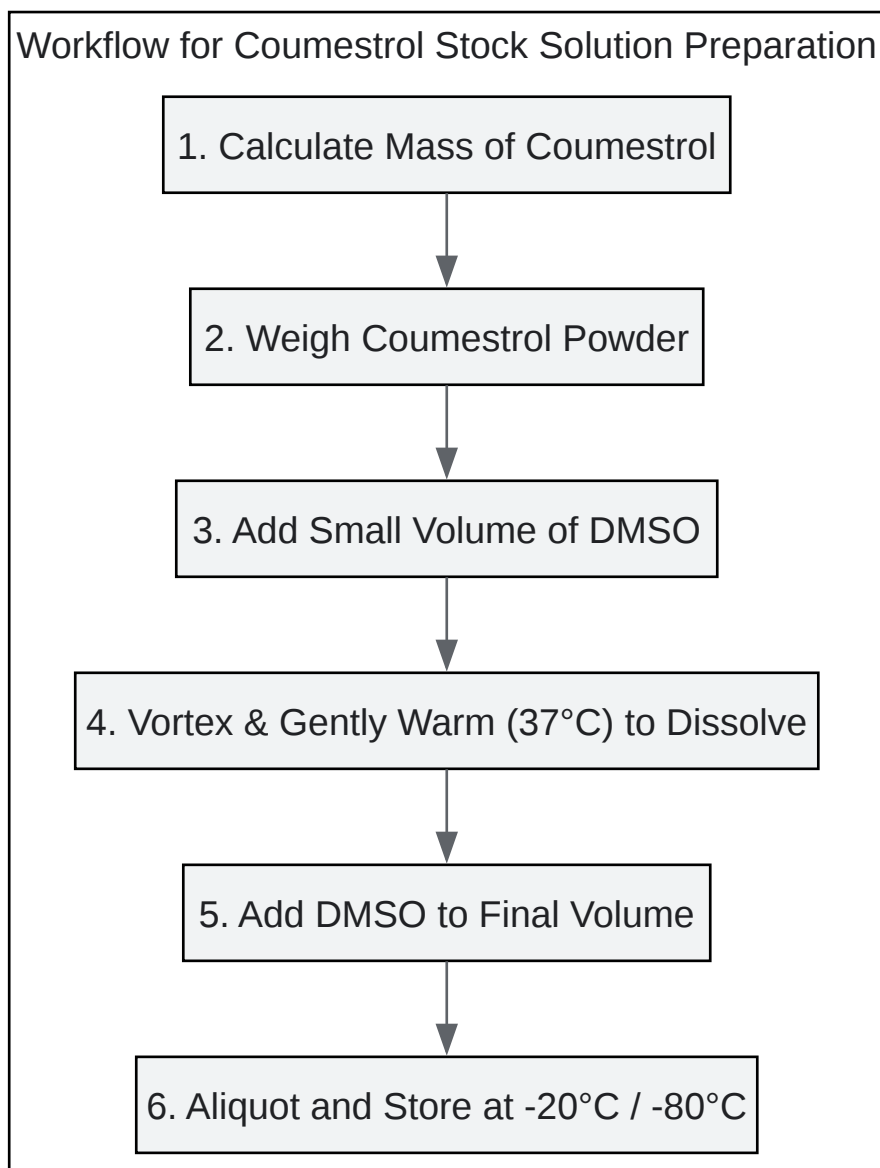 Workflow for Coumestrol Stock Solution Preparation
1. Calculate Mass of Coumestrol
2. Weigh Coumestrol Powder
3. Add Small Volume of DMSO
4. Vortex & Gently Warm (37°C) to Dissolve
5. Add DMSO to Final Volume
6. Aliquot and Store at -20°C / -80°C